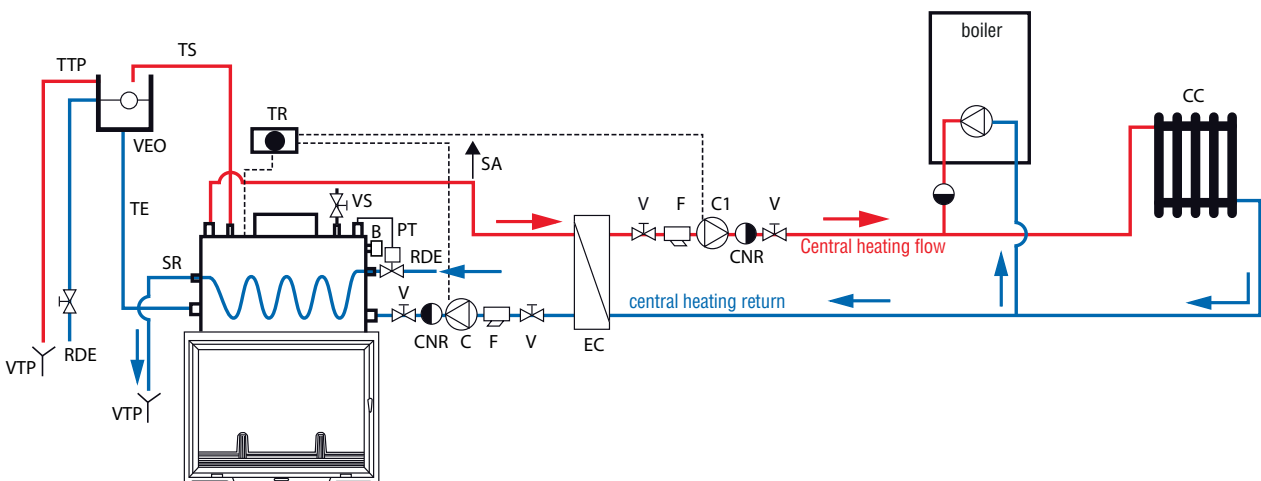 boiler
TS
TTP
CC
TR
VEO
SA
V
F
C1
V
VS
TE
B
PT
CNR
Central heating flow
RDE
SR
V
central heating return
CNR
C
F
V
EC
VTP
RDE
VTP